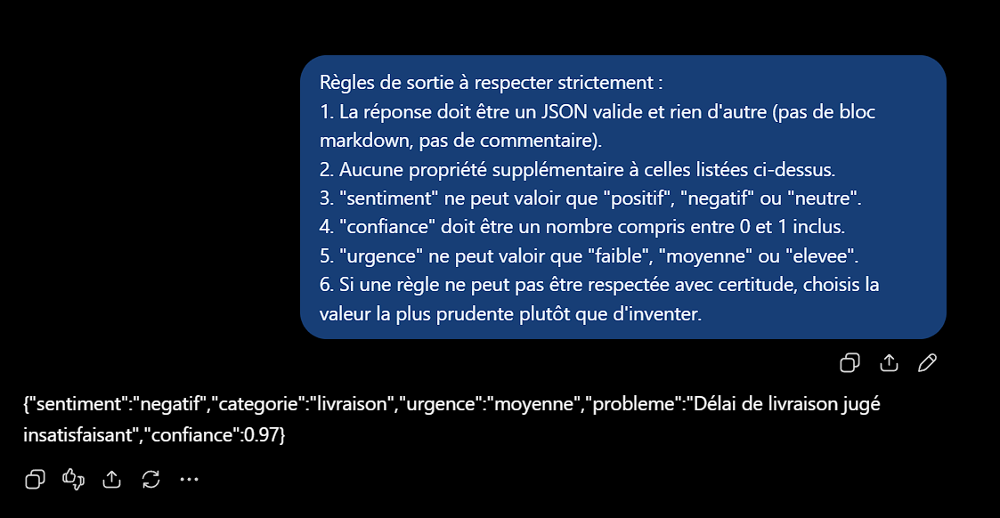 Règles de sortie à respecter strictement :
1. La réponse doit être un JSON valide et rien d'autre (pas de bloc
markdown, pas de commentaire).
2. Aucune propriété supplémentaire à celles listées ci-dessus.
3. "sentiment" ne peut valoir que "positif", "negatif" ou "neutre".
4. "confiance" doit être un nombre compris entre 0 et 1 inclus.
5. "urgence" ne peut valoir que "faible", "moyenne" ou "elevee".
6. Si une règle ne peut pas être respectée avec certitude, choisis la
valeur la plus prudente plutôt que d'inventer.
{"sentiment":"negatif","categorie":"livraison","urgence":"moyenne","probleme":"Délai de livraison jugé
insatisfaisant","confiance":0.97}